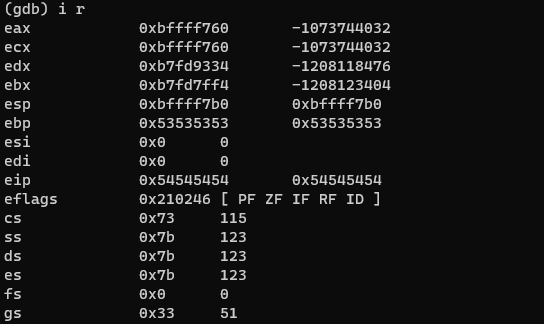 (gdb) i r
eax            0xbffff760       -1073744032
ecx            0xbffff760       -1073744032
edx            0xb7fd9334       -1208118476
ebx            0xb7fd7ff4       -1208123404
esp            0xbffff7b0       0xbffff7b0
ebp            0x53535353       0x53535353
esi            0x0      0
edi            0x0      0
eip            0x54545454       0x54545454
eflags         0x210246 [ PF ZF IF RF ID ]
cs             0x73     115
ss             0x7b     123
ds             0x7b     123
es             0x7b     123
fs             0x0      0
gs             0x33     51